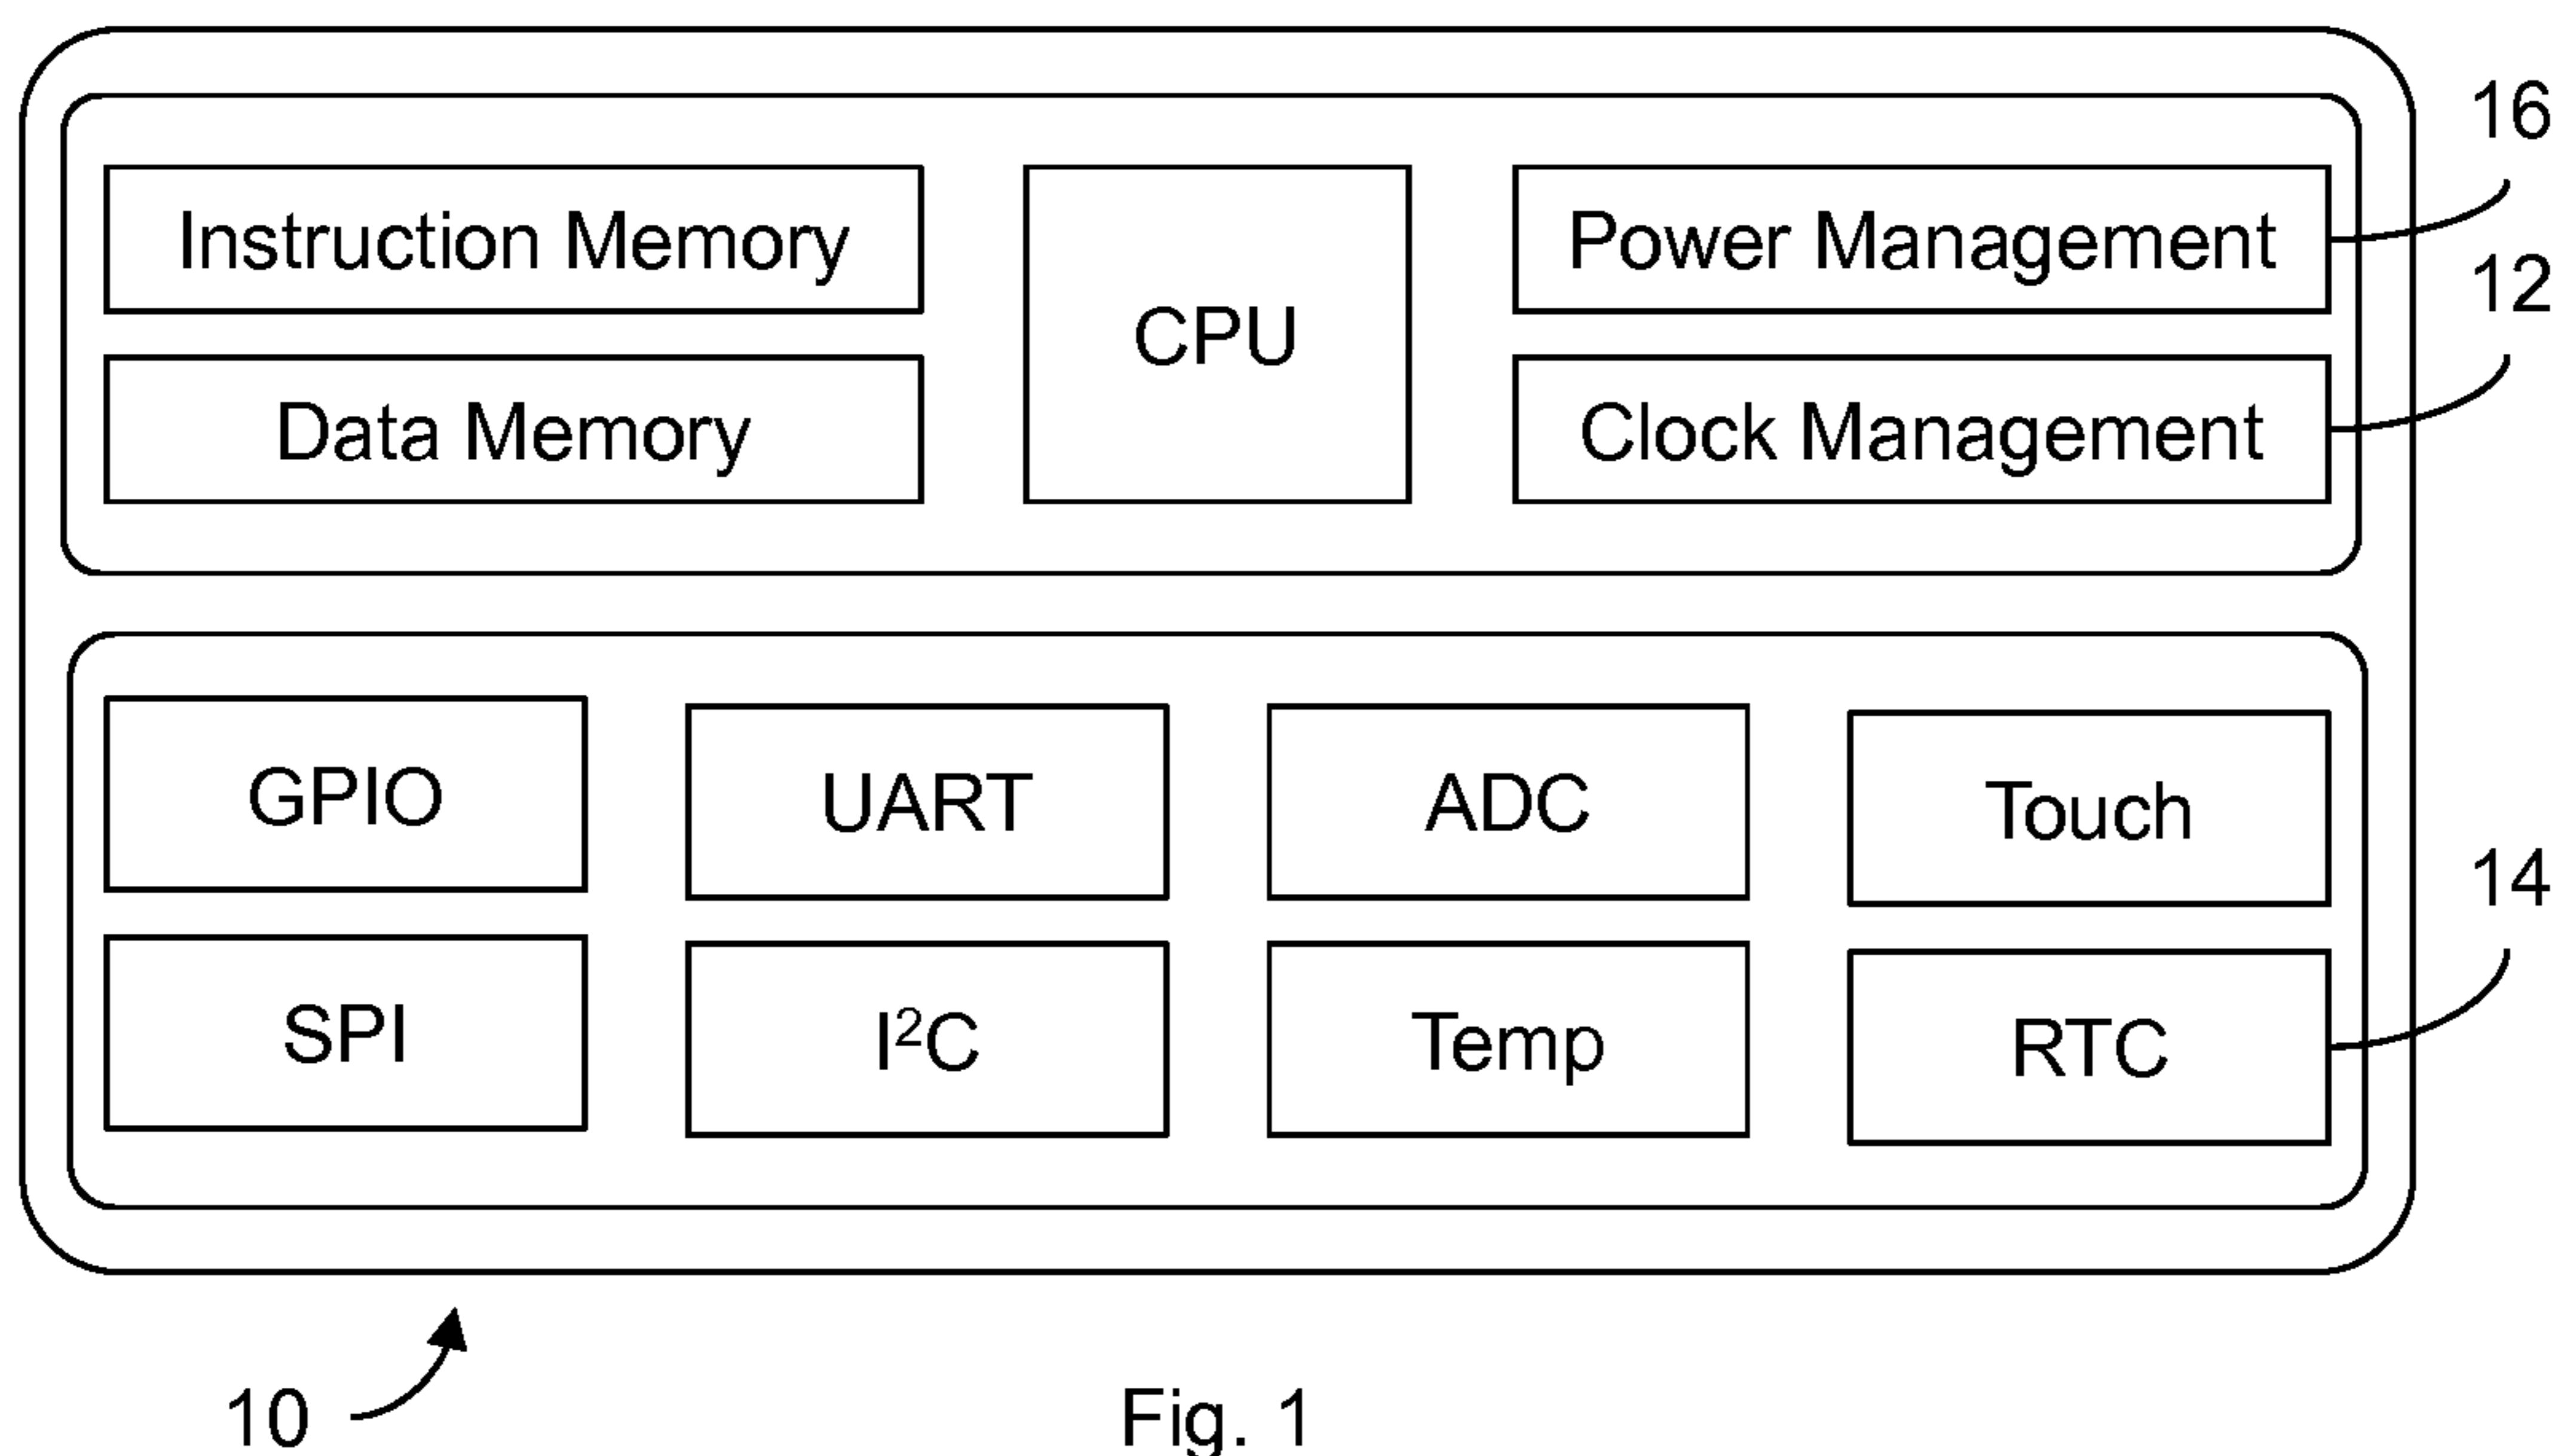 16
Instruction Memory
CPU
Power Management
12
Data Memory
Clock Management
GPIO
UART
ADC
Touch
14
SPI
I²C
Temp
RTC
10
Fig. 1